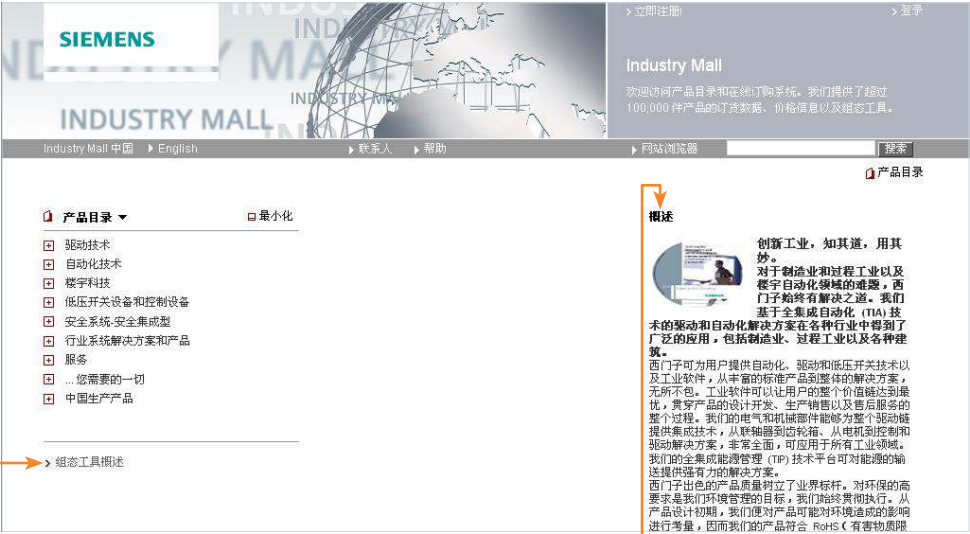 › 立即注册!
› 登录
SIEMENS
INDUSTRY MALL
Industry Mall
欢迎访问产品目录和在线订购系统。我们提供了超过
100,000 件产品的订货数据、价格信息以及组态工具。
Industry Mall 中国
English
联系人
帮助
网站浏览器
搜索
产品目录
产品目录
最小化
驱动技术
自动化技术
楼宇科技
低压开关设备和控制设备
安全系统-安全集成型
行业系统解决方案和产品
服务
... 您需要的一切
中国生产产品
› 组态工具概述
概述
创新工业，知其道，用其
妙。
对于制造业和过程工业以及
楼宇自动化领域的难题，西
门子始终有解决之道。我们
基于全集成自动化 (TIA) 技
术的驱动和自动化解决方案在各种行业中得到了
广泛的应用，包括制造业、过程工业以及各种建
筑。
西门子可为用户提供自动化、驱动和低压开关技术以
及工业软件，从丰富的标准产品到整体的解决方案，
无所不包。工业软件可以让用户的整个价值链达到最
优，贯穿产品的设计开发、生产销售以及售后服务的
整个过程。我们的电气和机械部件能够为整个驱动链
提供集成技术，从联轴器到齿轮箱、从电机到控制和
驱动解决方案，非常全面，可应用于所有工业领域。
我们的全集成能源管理 (TIP) 技术平台可对能源的输
送提供强有力的解决方案。
西门子出色的产品质量树立了业界标杆。对环保的高
要求是我们环境管理的目标，我们始终贯彻执行。从
产品设计初期，我们便对产品可能对环境造成的影响
进行考量，因而我们的产品符合 RoHS ( 有害物质限